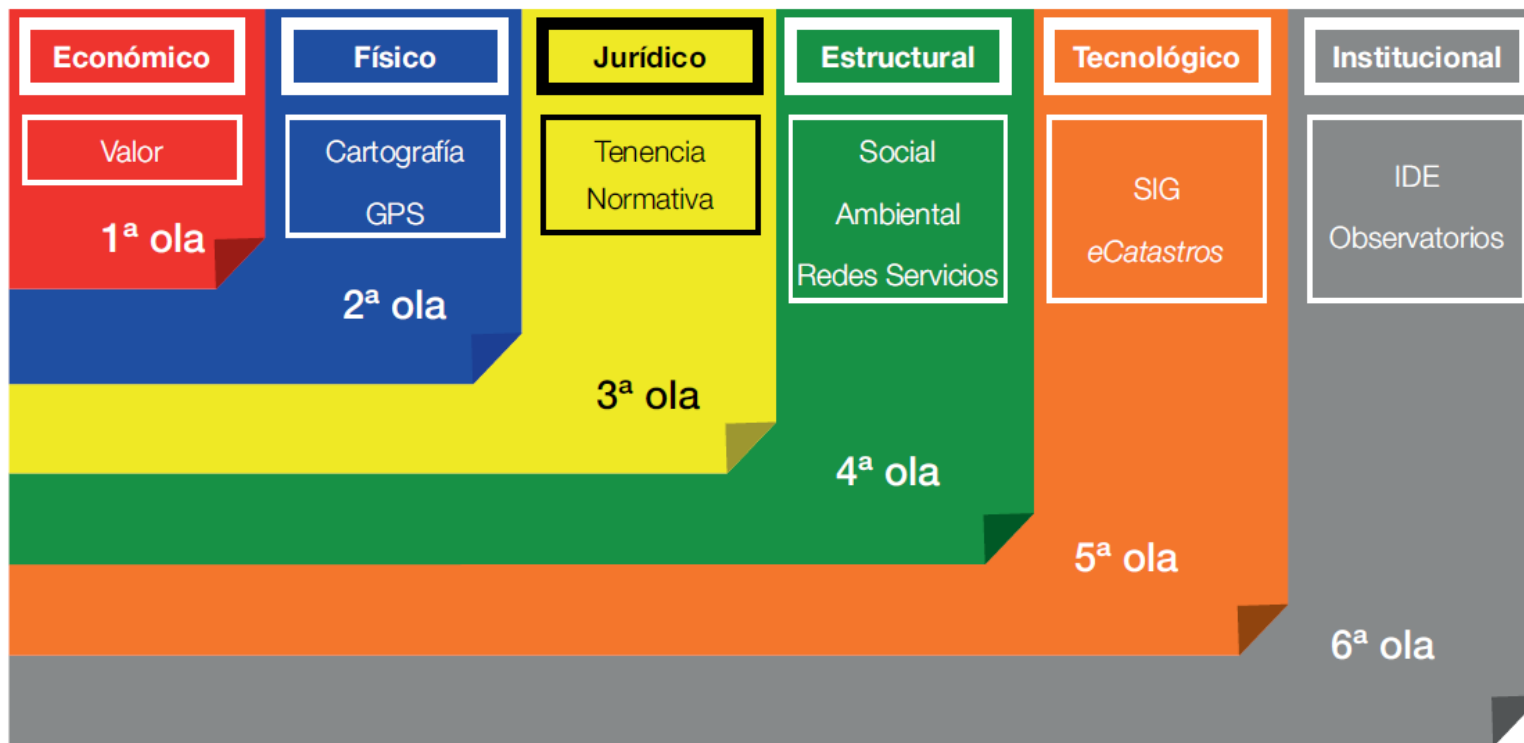 Económico
Valor
1ª ola
Físico
Cartografía
GPS
2ª ola
Jurídico
Tenencia
Normativa
3ª ola
Estructural
Social
Ambiental
Redes Servicios
4ª ola
Tecnológico
SIG
eCatastros
5ª ola
Institucional
IDE
Observatorios
6ª ola